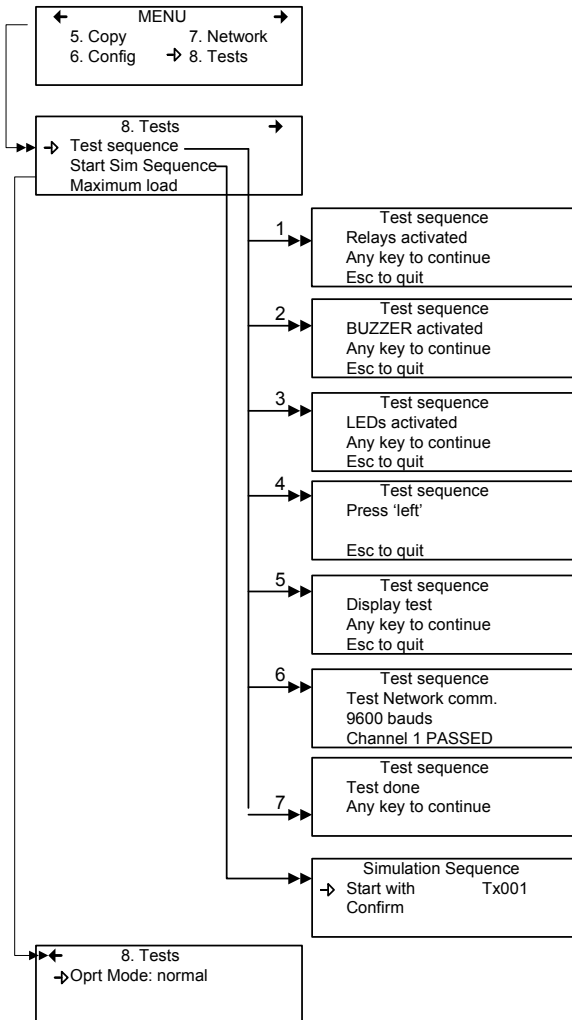 MENU
5. Copy 7. Network
6. Config 8. Tests
8. Tests
Test sequence
Start Sim Sequence
Maximum load
1
Test sequence
Relays activated
Any key to continue
Esc to quit
2
Test sequence
BUZZER activated
Any key to continue
Esc to quit
3
Test sequence
LEDs activated
Any key to continue
Esc to quit
4
Test sequence
Press ‘left’
Esc to quit
5
Test sequence
Display test
Any key to continue
Esc to quit
6
Test sequence
Test Network comm.
9600 bauds
Channel 1 PASSED
7
Test sequence
Test done
Any key to continue
Simulation Sequence
Start with Tx001
Confirm
8. Tests
Oprt Mode: normal